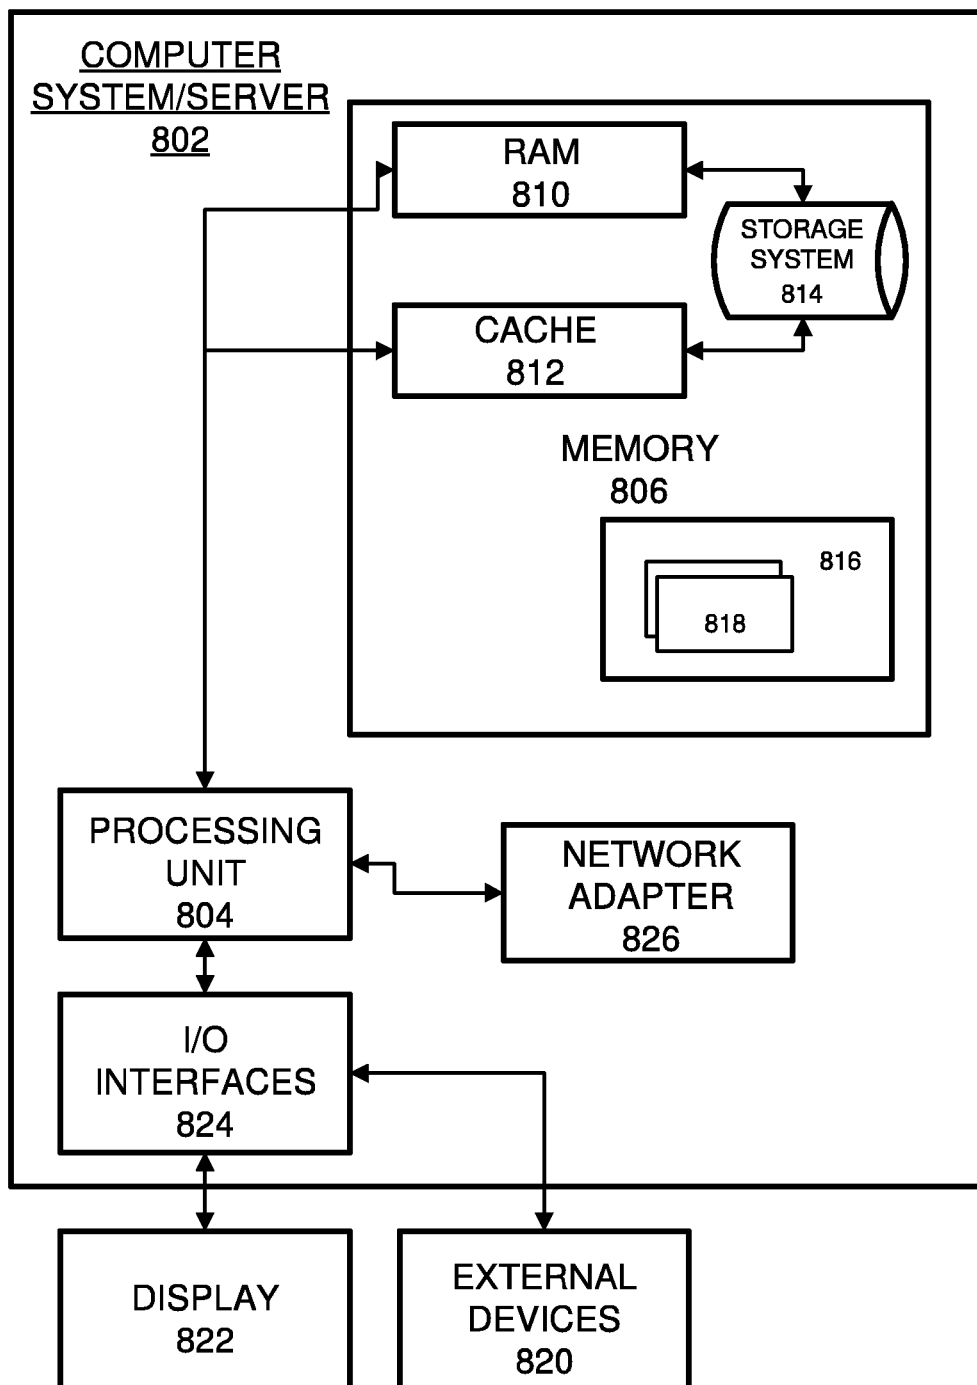 COMPUTER
SYSTEM/SERVER
802
RAM
810
STORAGE
SYSTEM
814
CACHE
812
MEMORY
806
816
818
PROCESSING
UNIT
804
NETWORK
ADAPTER
826
I/O
INTERFACES
824
DISPLAY
822
EXTERNAL
DEVICES
820